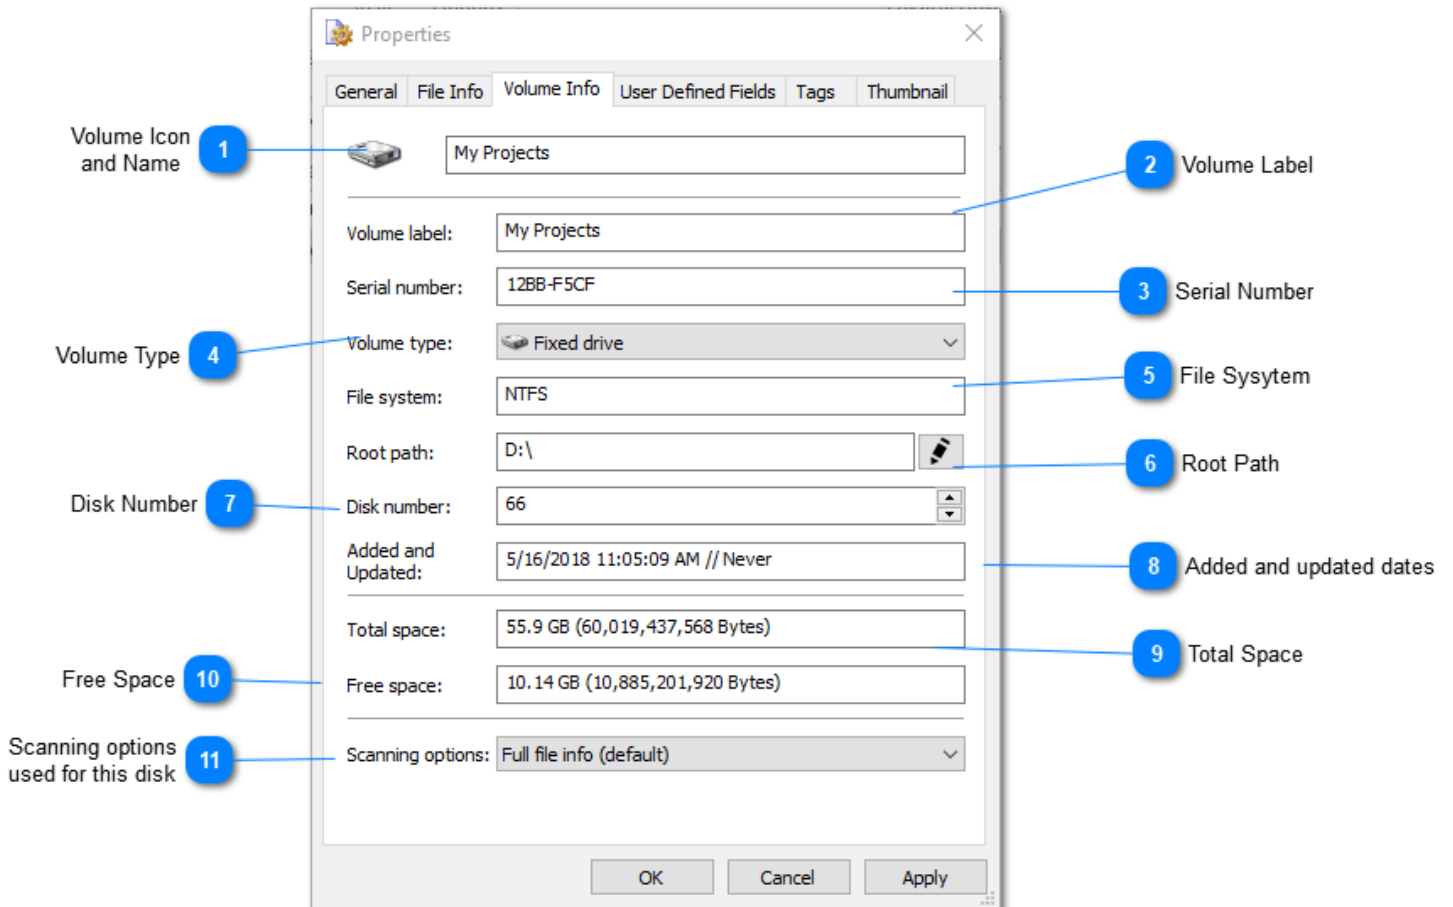 Properties
General File Info Volume Info User Defined Fields Tags Thumbnail
Volume Icon
and Name
1
My Projects
2 Volume Label
Volume label: My Projects
Serial number: 12BB-F5CF
3 Serial Number
Volume Type 4
Volume type: Fixed drive
5 File Sysytem
File system: NTFS
Root path: D:\
6 Root Path
Disk Number 7
Disk number: 66
Added and
Updated:
5/16/2018 11:05:09 AM // Never
8 Added and updated dates
Total space: 55.9 GB (60,019,437,568 Bytes)
9 Total Space
Free Space 10
Free space: 10.14 GB (10,885,201,920 Bytes)
Scanning options
used for this disk
11
Scanning options: Full file info (default)
OK Cancel Apply